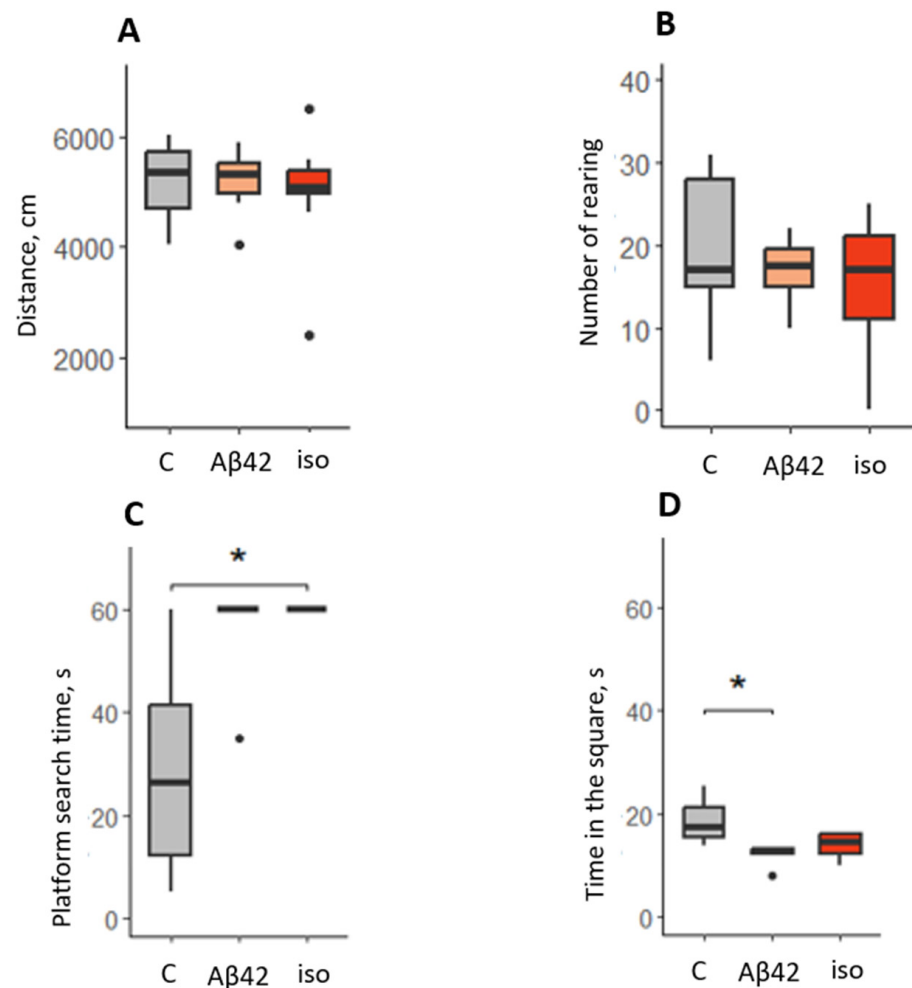 A
Distance, cm
6000
4000
2000
C Aβ42 iso
B
Number of rearing
40
30
20
10
0
C Aβ42 iso
C
Platform search time, s
*
60
40
20
0
C Aβ42 iso
D
Time in the square, s
60
*
40
20
0
C Aβ42 iso